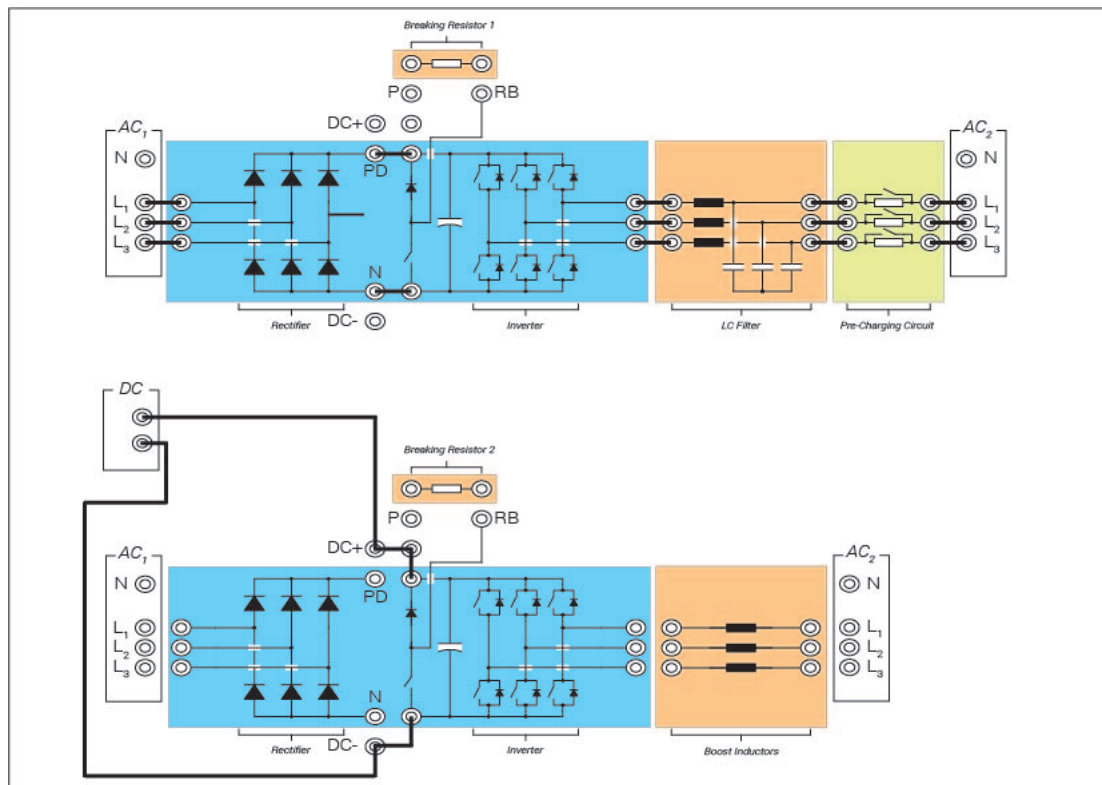 Breaking Resistor 1
P
RB
DC+
AC1
N
PD
L1
L2
L3
N
DC-
AC2
N
L1
L2
L3
Rectifier
Inverter
LC Filter
Pre-Charging Circuit
DC
Breaking Resistor 2
P
RB
DC+
AC1
N
PD
L1
L2
L3
N
DC-
AC2
N
L1
L2
L3
Rectifier
Inverter
Boost Inductors